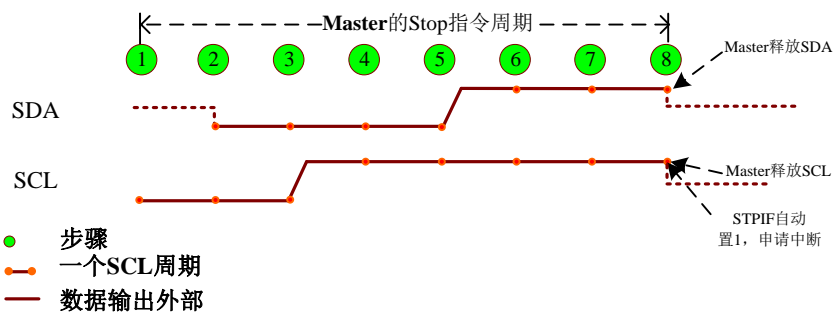 Master的Stop指令周期
1 2 3 4 5 6 7 8
Master释放SDA
SDA
SCL
Master释放SCL
STPIF自动
置1，申请中断
步骤
一个SCL周期
数据输出外部